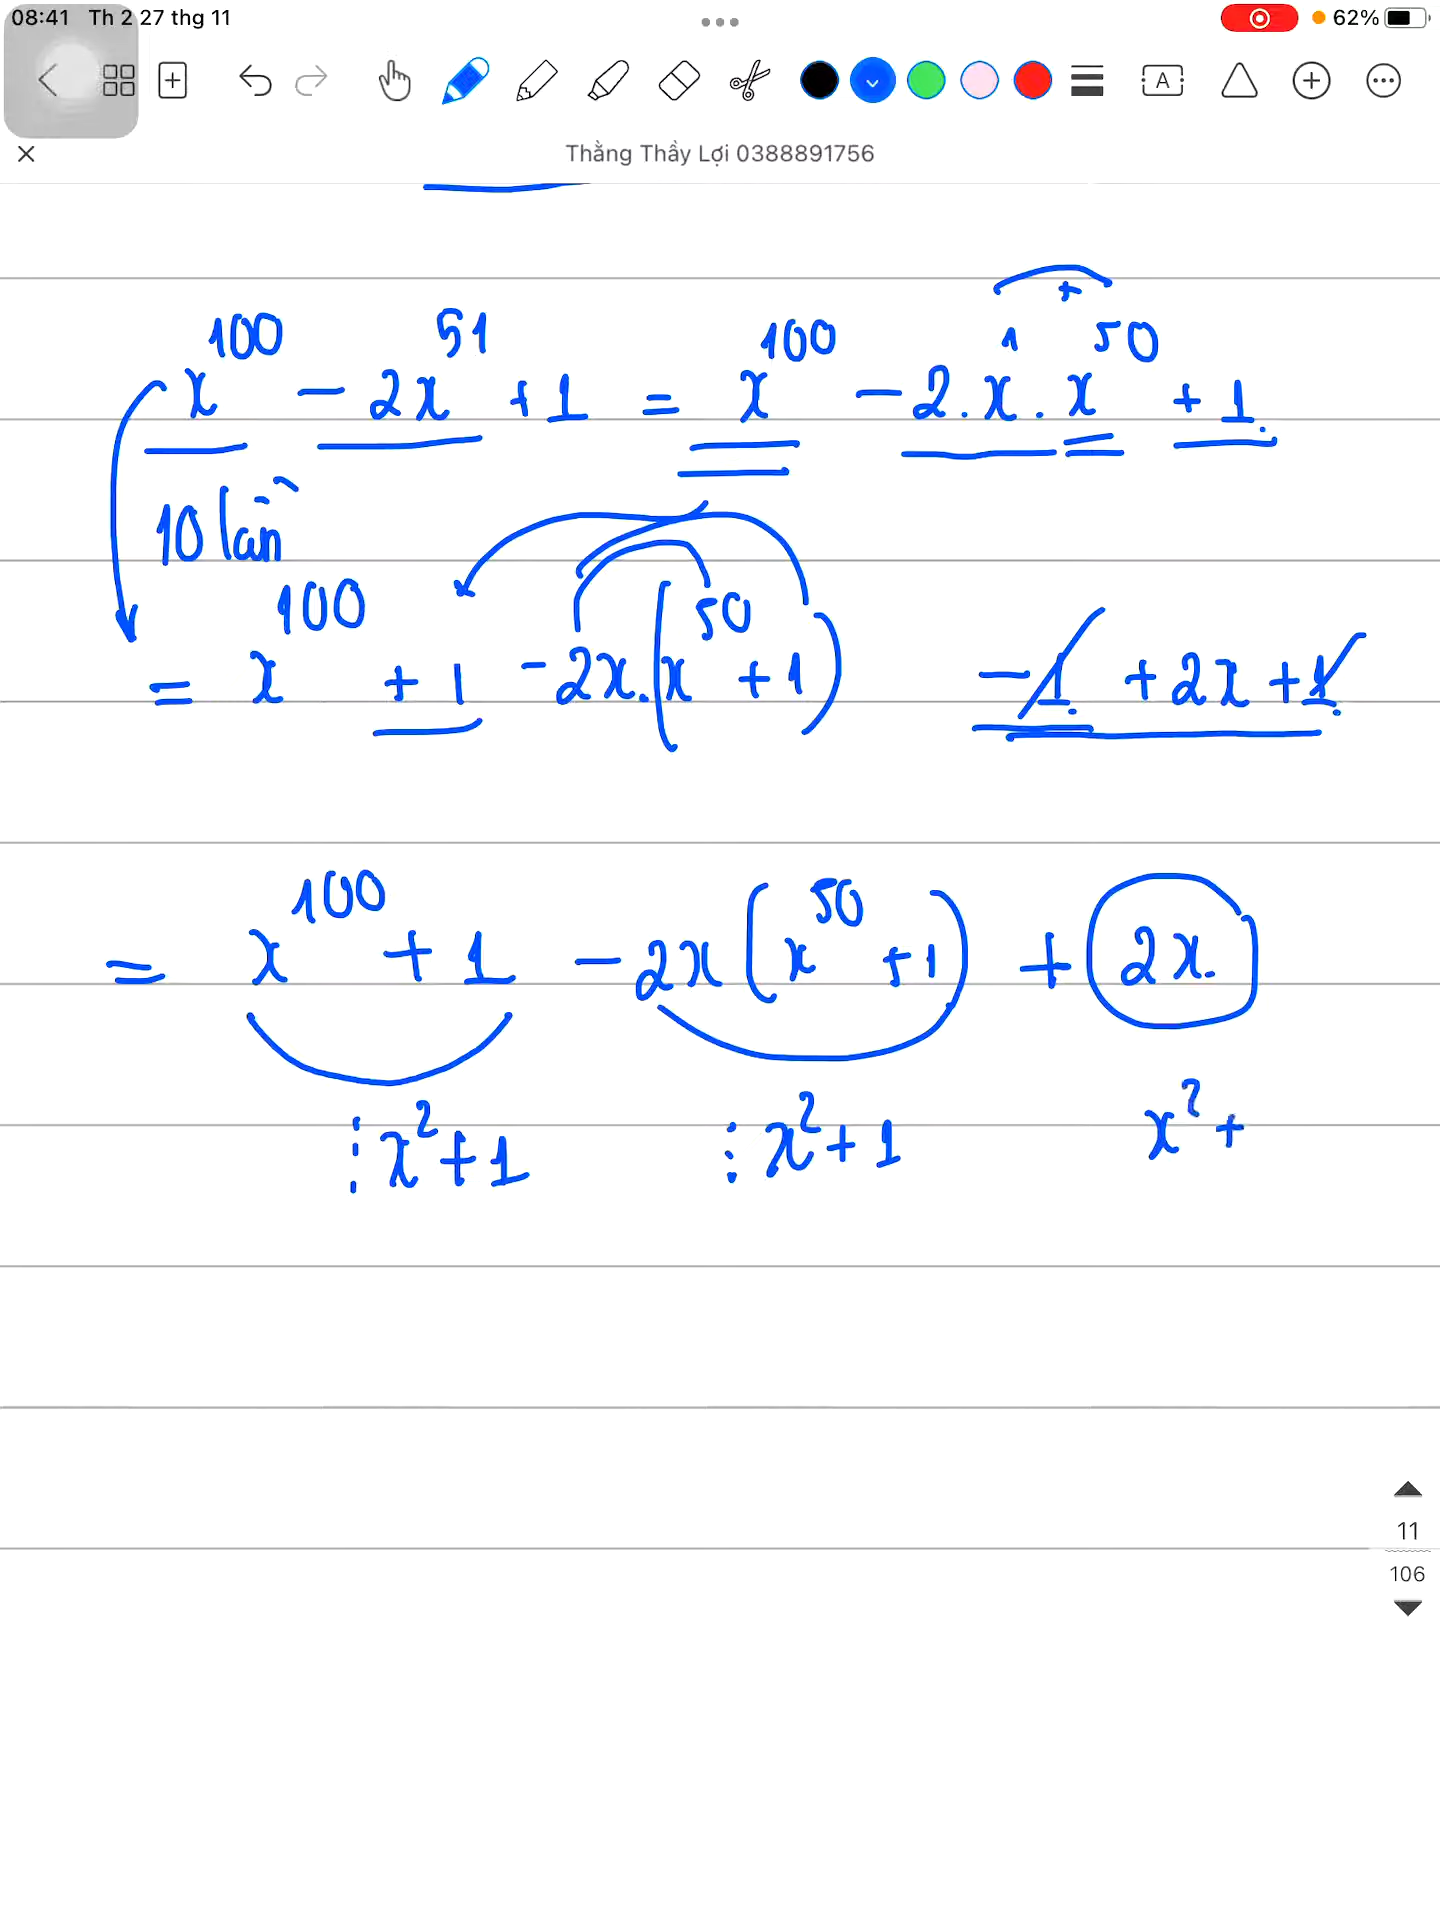 08:41 Th 2 27 thg 11 62%
A
Thằng Thầy Lợi 0388891756
x^100 - 2x^51 + 1 = x^100 - 2 . x^1 . x^50 + 1
+
10 lần
= x^100 + 1 - 2x.(x^50 + 1) - 1 + 2x + 1
= x^100 + 1 - 2x(x^50 + 1) + 2x
⋮ x^2 + 1 ⋮ x^2 + 1 x^2 +
11
106